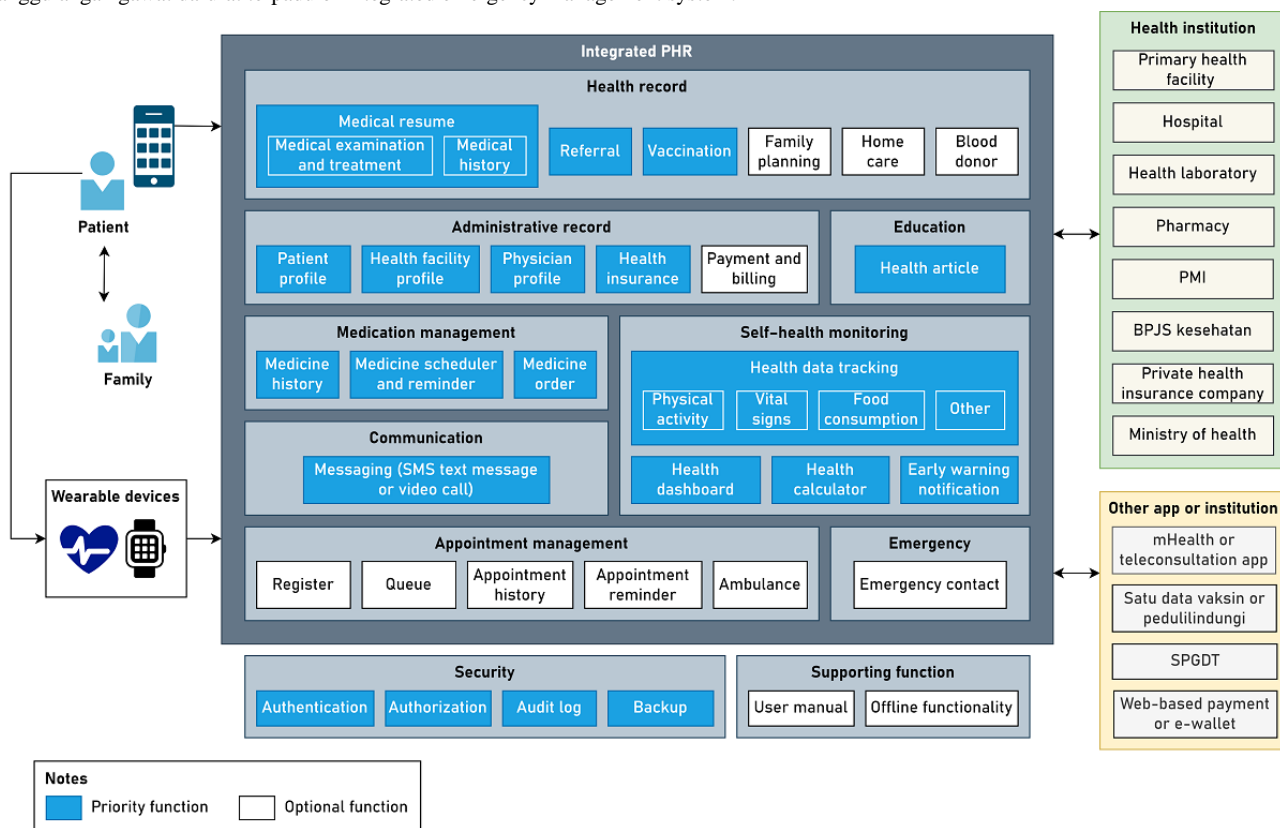 Integrated PHR
Health record
Medical resume
Medical examination
and treatment
Medical
history
Referral
Vaccination
Family
planning
Home
care
Blood
donor
Administrative record
Patient
profile
Health facility
profile
Physician
profile
Health
insurance
Payment and
billing
Education
Health article
Medication management
Medicine
history
Medicine scheduler
and reminder
Medicine
order
Self-health monitoring
Health data tracking
Physical
activity
Vital
signs
Food
consumption
Other
Health
dashboard
Health
calculator
Early warning
notification
Communication
Messaging (SMS text message
or video call)
Appointment management
Register
Queue
Appointment
history
Appointment
reminder
Ambulance
Emergency
Emergency contact
Security
Authentication
Authorization
Audit log
Backup
Supporting function
User manual
Offline functionality
Patient
Family
Wearable devices
Health institution
Primary health
facility
Hospital
Health laboratory
Pharmacy
PMI
BPJS kesehatan
Private health
insurance company
Ministry of health
Other app or institution
mHealth or
teleconsultation app
Satu data vaksin or
pedulilindungi
SPGDT
Web-based payment
or e-wallet
Notes
Priority function
Optional function